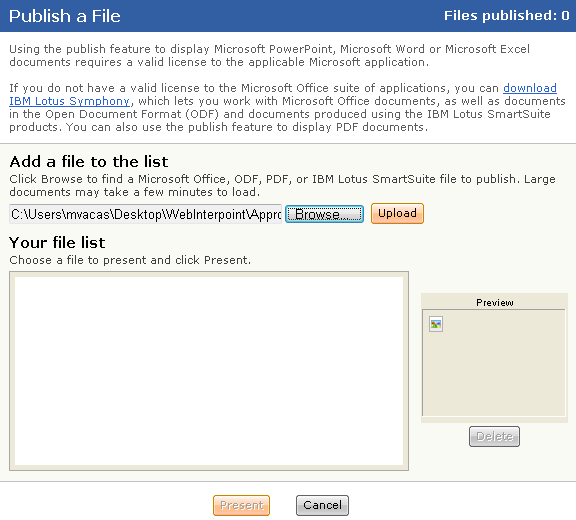 Publish a File
Files published: 0
Using the publish feature to display Microsoft PowerPoint, Microsoft Word or Microsoft Excel
documents requires a valid license to the applicable Microsoft application.
If you do not have a valid license to the Microsoft Office suite of applications, you can download
IBM Lotus Symphony, which lets you work with Microsoft Office documents, as well as documents
in the Open Document Format (ODF) and documents produced using the IBM Lotus SmartSuite
products. You can also use the publish feature to display PDF documents.
Add a file to the list
Click Browse to find a Microsoft Office, ODF, PDF, or IBM Lotus SmartSuite file to publish. Large
documents may take a few minutes to load.
C:\Users\mvacas\Desktop\WebInterpoint\Appro
Browse...
Upload
Your file list
Choose a file to present and click Present.
Preview
Delete
Present
Cancel